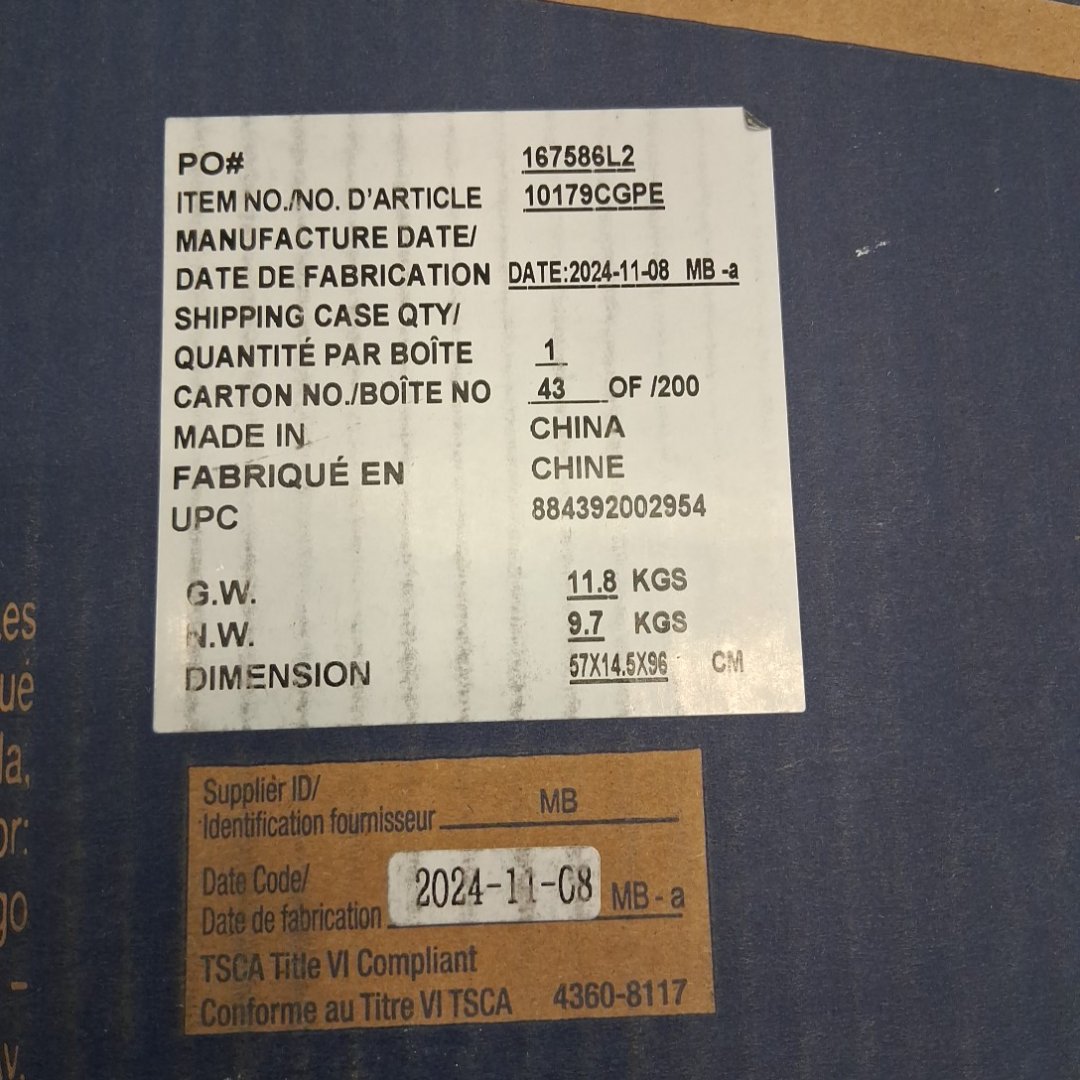 PO# 167586L2
ITEM NO./NO. D'ARTICLE 10179CGPE
MANUFACTURE DATE/
DATE DE FABRICATION DATE:2024-11-08 MB -a
SHIPPING CASE QTY/
QUANTITÉ PAR BOÎTE 1
CARTON NO./BOÎTE NO 43 OF /200
MADE IN CHINA
FABRIQUÉ EN CHINE
UPC 884392002954
G.W. 11.8 KGS
N.W. 9.7 KGS
DIMENSION 57X14.5X96 CM
Supplier ID/
Identification fournisseur MB
Date Code/
Date de fabrication 2024-11-08 MB - a
TSCA Title VI Compliant
Conforme au Titre VI TSCA 4360-8117